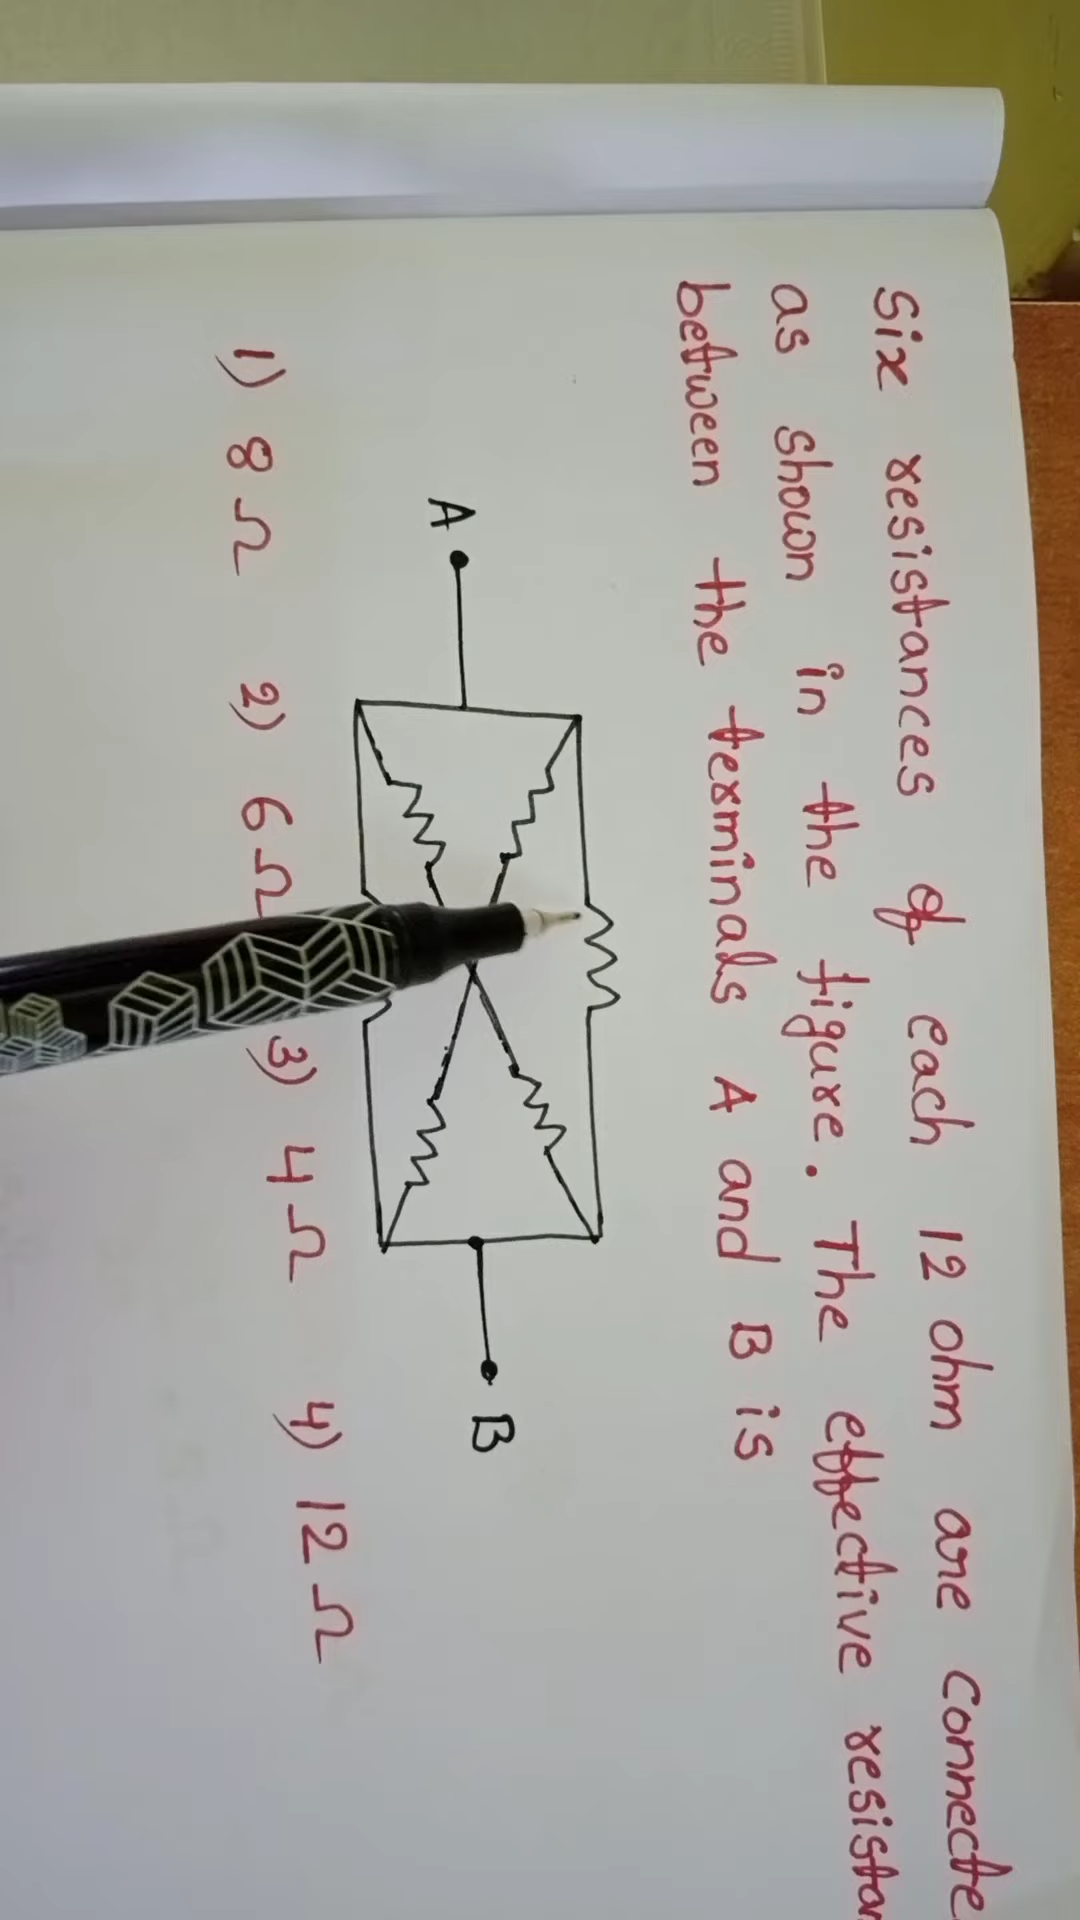 Six resistances of each 12 ohm are connecte
as shown in the figure. The effective resistan
between the terminals A and B is
A
B
1) 8 Ω 2) 6 Ω 3) 4 Ω 4) 12 Ω